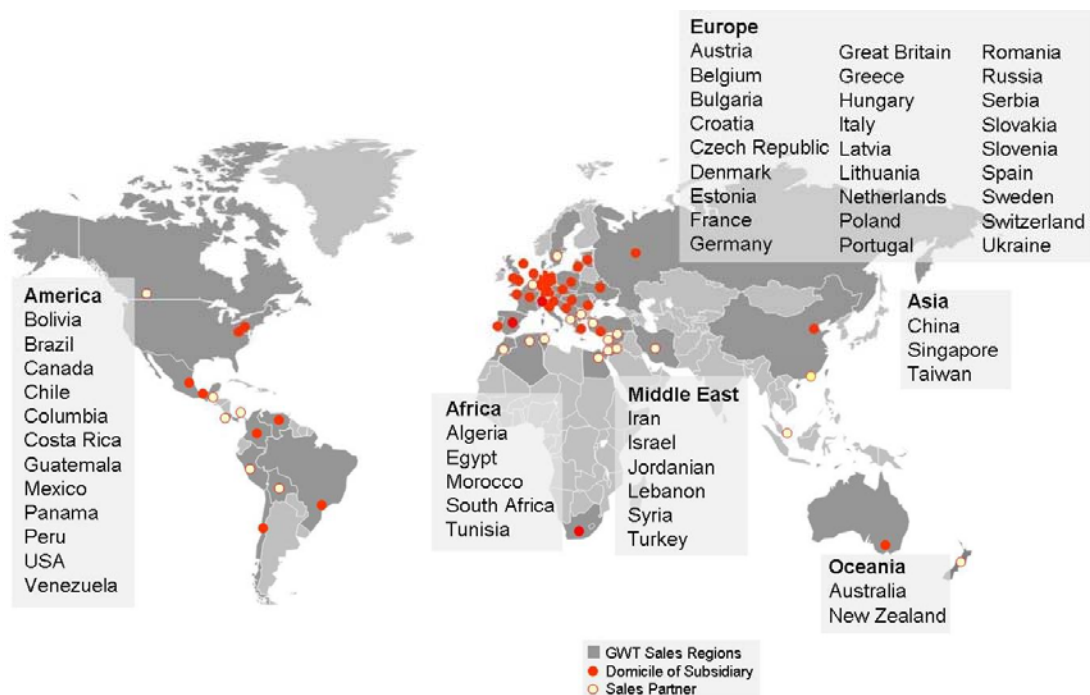 Europe
Austria
Belgium
Bulgaria
Croatia
Czech Republic
Denmark
Estonia
France
Germany
Great Britain
Greece
Hungary
Italy
Latvia
Lithuania
Netherlands
Poland
Portugal
Romania
Russia
Serbia
Slovakia
Slovenia
Spain
Sweden
Switzerland
Ukraine
America
Bolivia
Brazil
Canada
Chile
Columbia
Costa Rica
Guatemala
Mexico
Panama
Peru
USA
Venezuela
Africa
Algeria
Egypt
Morocco
South Africa
Tunisia
Middle East
Iran
Israel
Jordanian
Lebanon
Syria
Turkey
Asia
China
Singapore
Taiwan
Oceania
Australia
New Zealand
GWT Sales Regions
Domicile of Subsidiary
Sales Partner